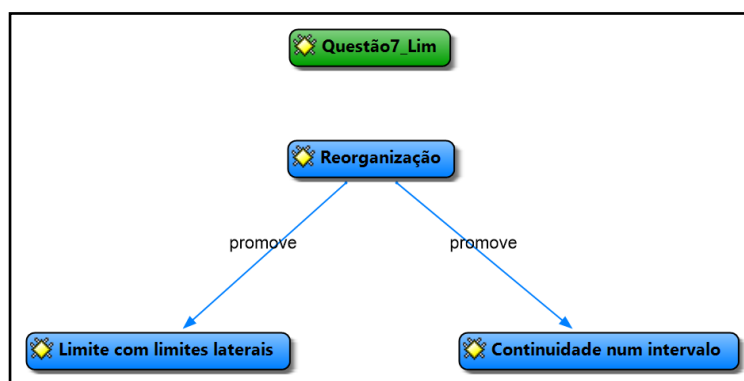 Questão7_Lim
Reorganização
promove
promove
Limite com limites laterais
Continuidade num intervalo